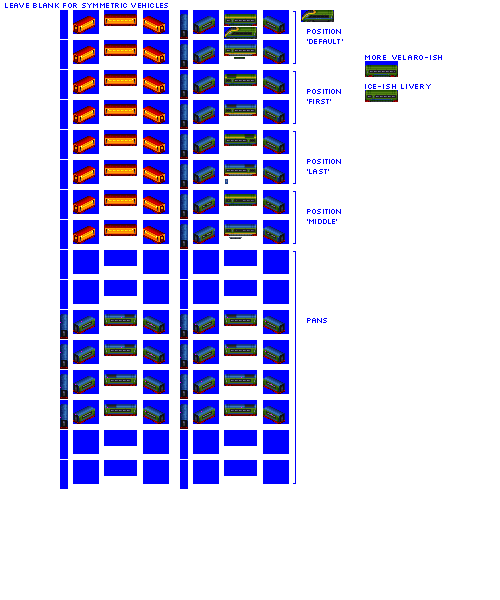 LEAVE BLANK FOR SYMMETRIC VEHICLES
POSITION
'DEFAULT'
MORE VELARO-ISH
ICE-ISH LIVERY
POSITION
'FIRST'
POSITION
'LAST'
POSITION
'MIDDLE'
PANS